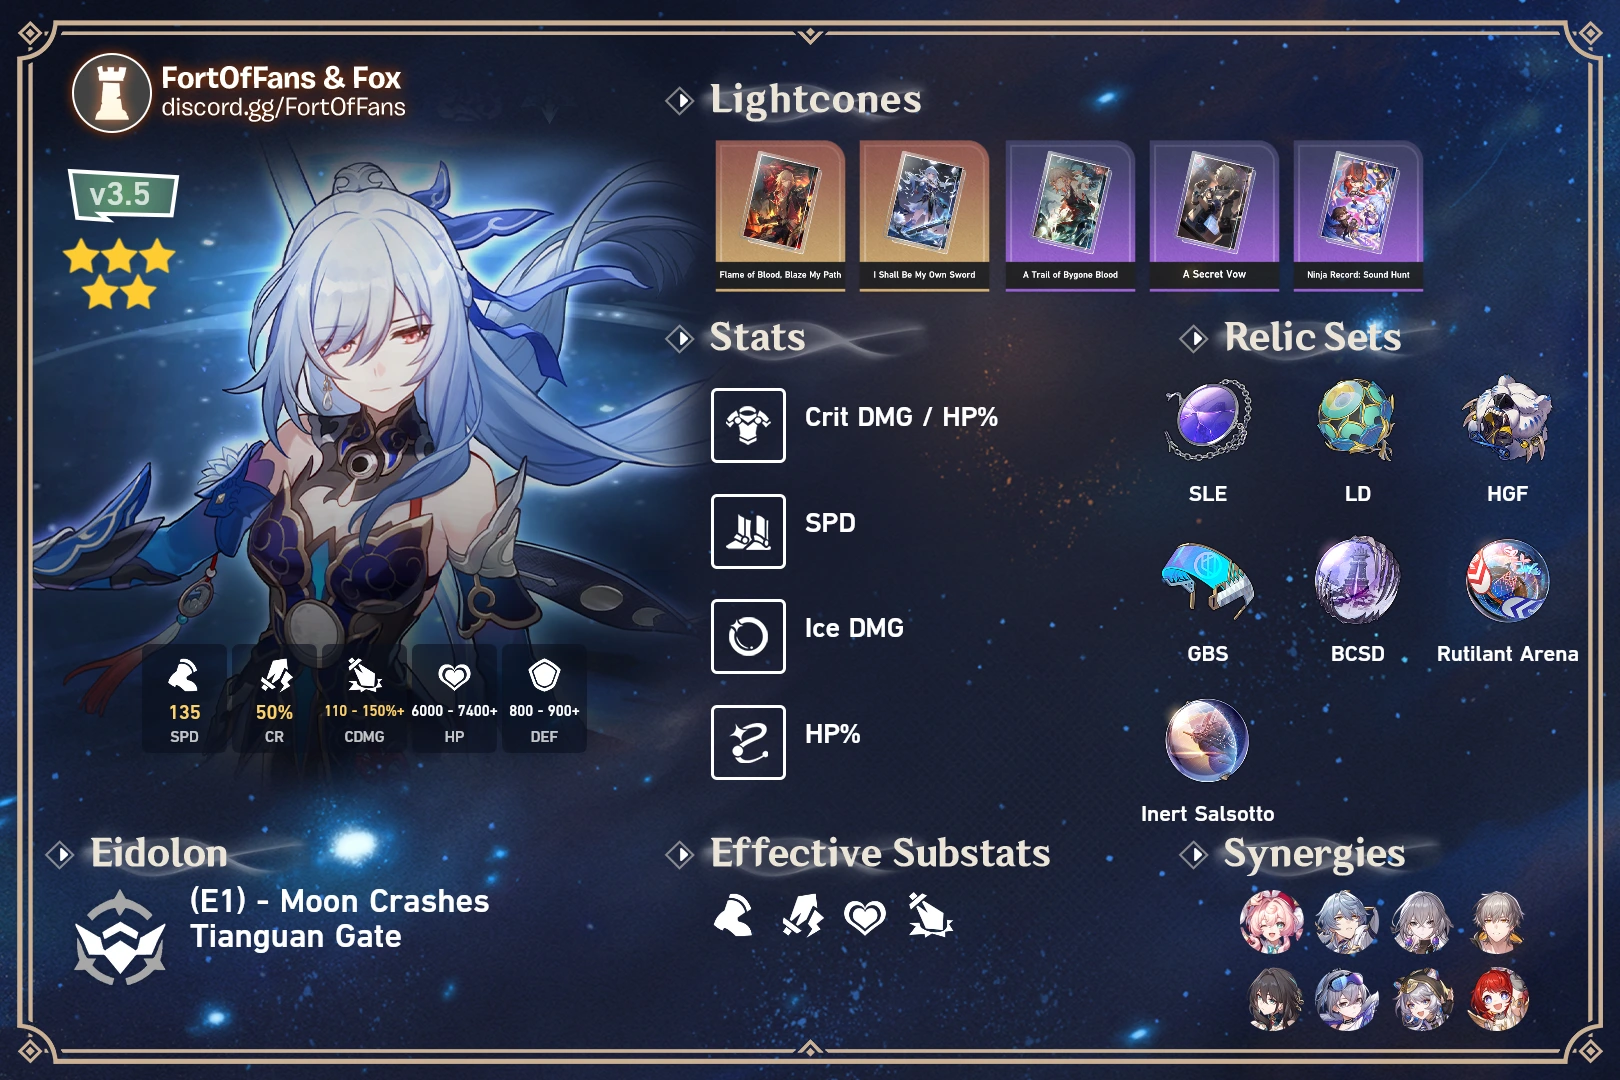 FortOfFans & Fox
discord.gg/FortOfFans
v3.5
135
SPD
50%
CR
110 - 150%+
CDMG
6000 - 7400+
HP
800 - 900+
DEF
Eidolon
(E1) - Moon Crashes
Tianguan Gate
Lightcones
Flame of Blood, Blaze My Path
I Shall Be My Own Sword
A Trail of Bygone Blood
A Secret Vow
Ninja Record: Sound Hunt
Stats
Crit DMG / HP%
SPD
Ice DMG
HP%
Relic Sets
SLE
LD
HGF
GBS
BCSD
Rutilant Arena
Inert Salsotto
Effective Substats
Synergies